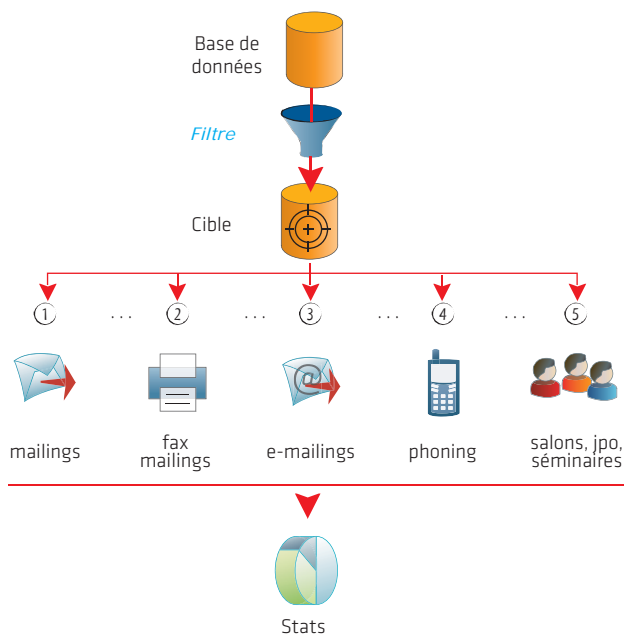 Base de
données
Filtre
Cible
1 ... 2 ... 3 ... 4 ... 5
mailings
fax
mailings
e-mailings
phoning
salons, jpo,
séminaires
Stats